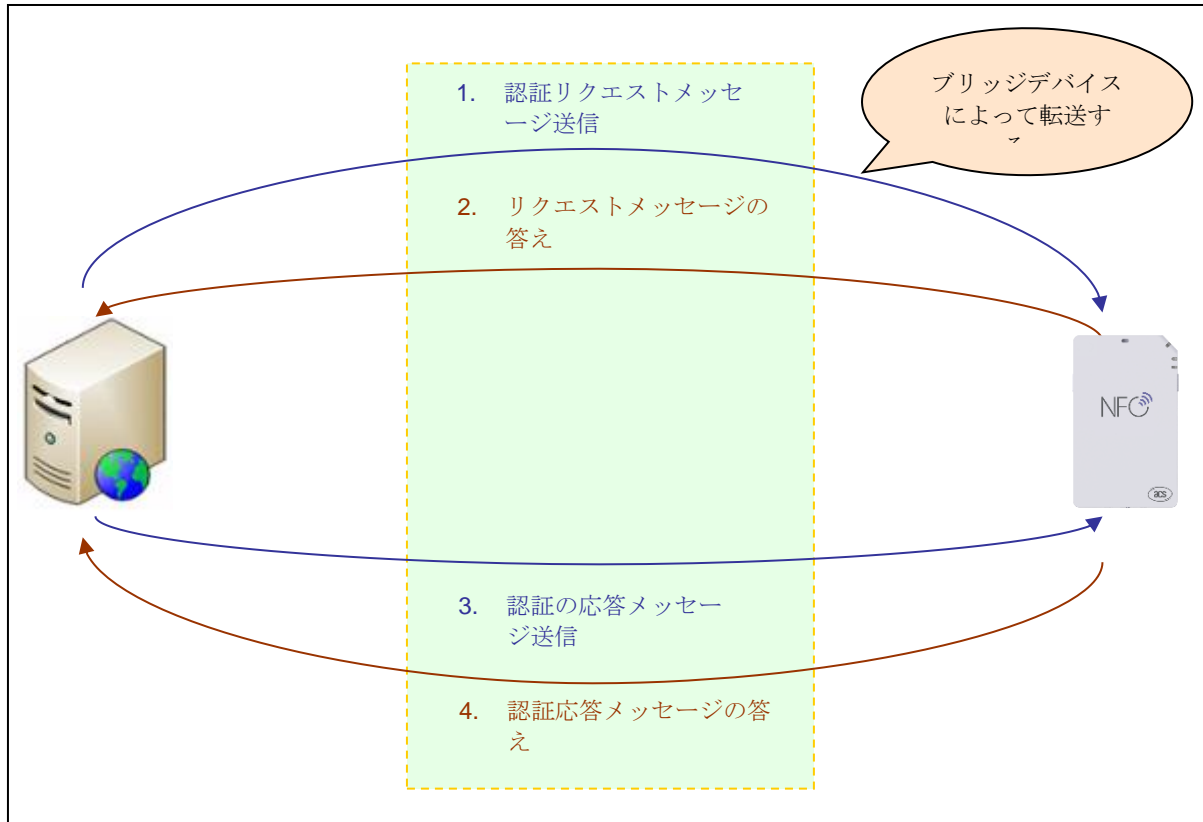 1. 認証リクエストメッセ
ージ送信
ブリッジデバイス
によって転送す
2. リクエストメッセージの
答え
NFC
acs
3. 認証の応答メッセー
ジ送信
4. 認証応答メッセージの答
え